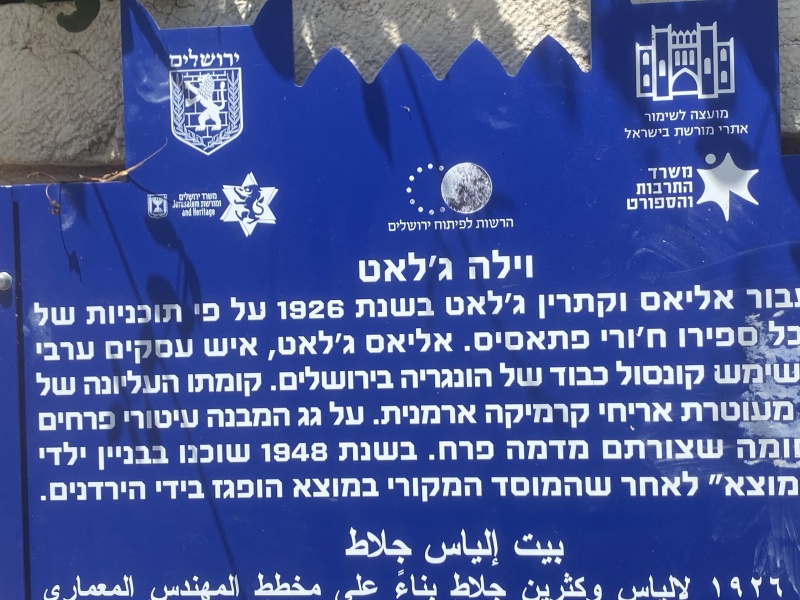 ירושלים
מועצה לשימור
אתרי מורשת בישראל
משרד
התרבות
והספורט
משרד ירושלים
ומורשת Jerusalem
and Heritage
הרשות לפיתוח ירושלים
וילה ג'לאט
עבור אליאס וקתרין ג'לאט בשנת 1926 על פי תוכניות של
ספירו ח'ורי פתאסיס. אליאס ג'לאט, איש עסקים ערבי
שימש קונסול כבוד של הונגריה בירושלים. קומתו העליונה של
מעוטרת אריחי קרמיקה ארמנית. על גג המבנה עיטורי פרחים
שצורתם מדמה פרח. בשנת 1948 שוכנו בבניין ילדי
מוצא" לאחר שהמוסד המקורי במוצא הופגז בידי הירדנים.
بيت إلياس جلاط
١٩٢٦ لالياس وكثرين جلاط بناءً على مخطط المهندس المعماري